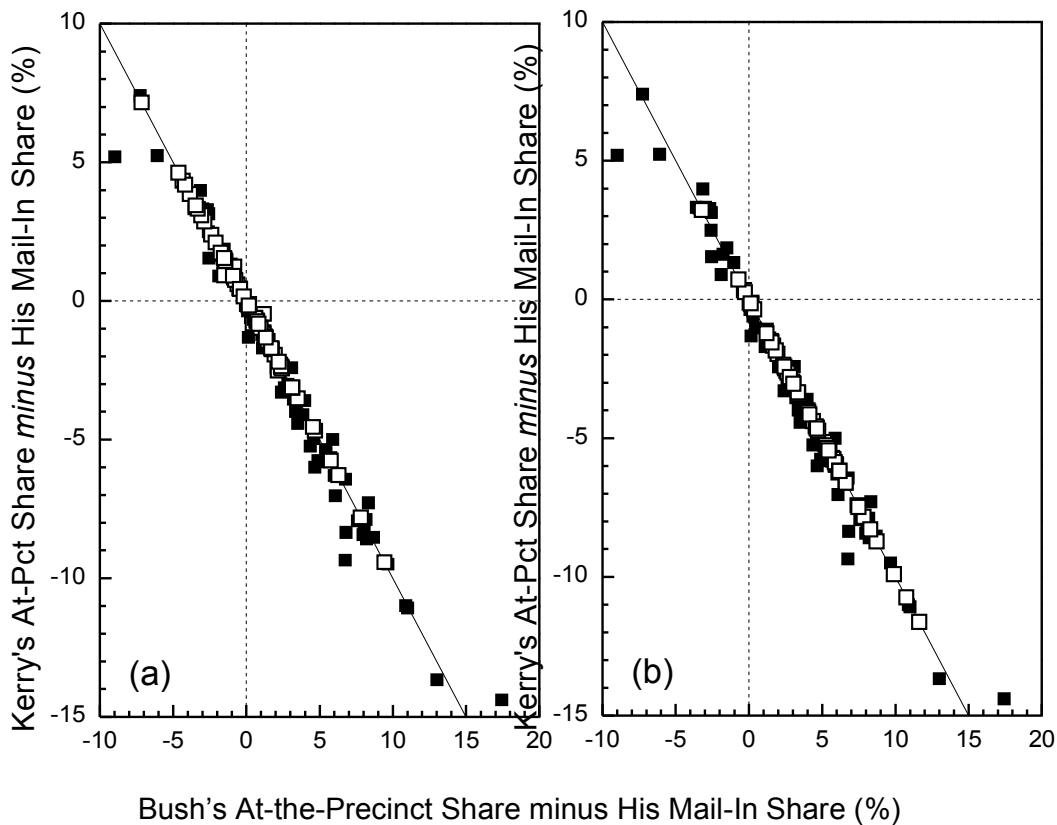 Kerry's At-Pct Share minus His Mail-In Share (%)
10
5
0
-5
-10
-15
(a)
-10 -5 0 5 10 15 20
Kerry's At-Pct Share minus His Mail-In Share (%)
10
5
0
-5
-10
-15
(b)
-10 -5 0 5 10 15 20
Bush's At-the-Precinct Share minus His Mail-In Share (%)